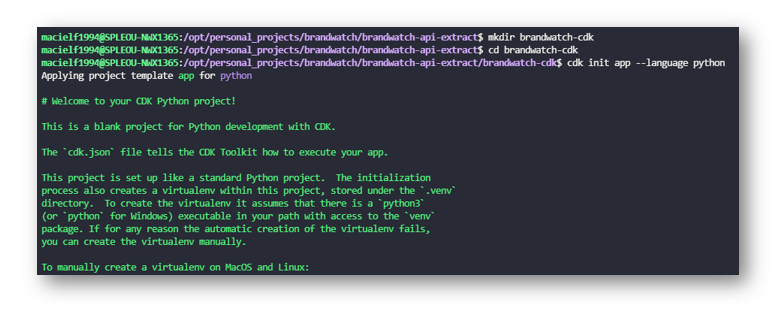 macielf1994@SPLEOU-NWX1365:/opt/personal_projects/brandwatch/brandwatch-api-extract$ mkdir brandwatch-cdk
macielf1994@SPLEOU-NWX1365:/opt/personal_projects/brandwatch/brandwatch-api-extract$ cd brandwatch-cdk
macielf1994@SPLEOU-NWX1365:/opt/personal_projects/brandwatch/brandwatch-api-extract/brandwatch-cdk$ cdk init app --language python
Applying project template app for python

# Welcome to your CDK Python project!

This is a blank project for Python development with CDK.

The `cdk.json` file tells the CDK Toolkit how to execute your app.

This project is set up like a standard Python project.  The initialization
process also creates a virtualenv within this project, stored under the `.venv`
directory.  To create the virtualenv it assumes that there is a `python3`
(or `python` for Windows) executable in your path with access to the `venv`
package. If for any reason the automatic creation of the virtualenv fails,
you can create the virtualenv manually.

To manually create a virtualenv on MacOS and Linux: